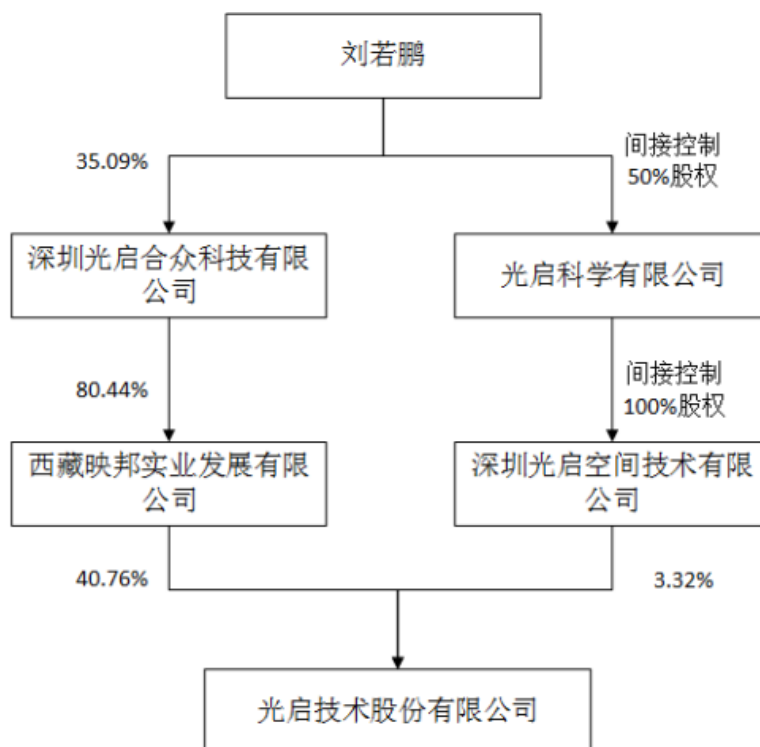 刘若鹏
35.09%
间接控制
50%股权
深圳光启合众科技有限
公司
光启科学有限公司
80.44%
间接控制
100%股权
西藏映邦实业发展有限
公司
深圳光启空间技术有限
公司
40.76%
3.32%
光启技术股份有限公司